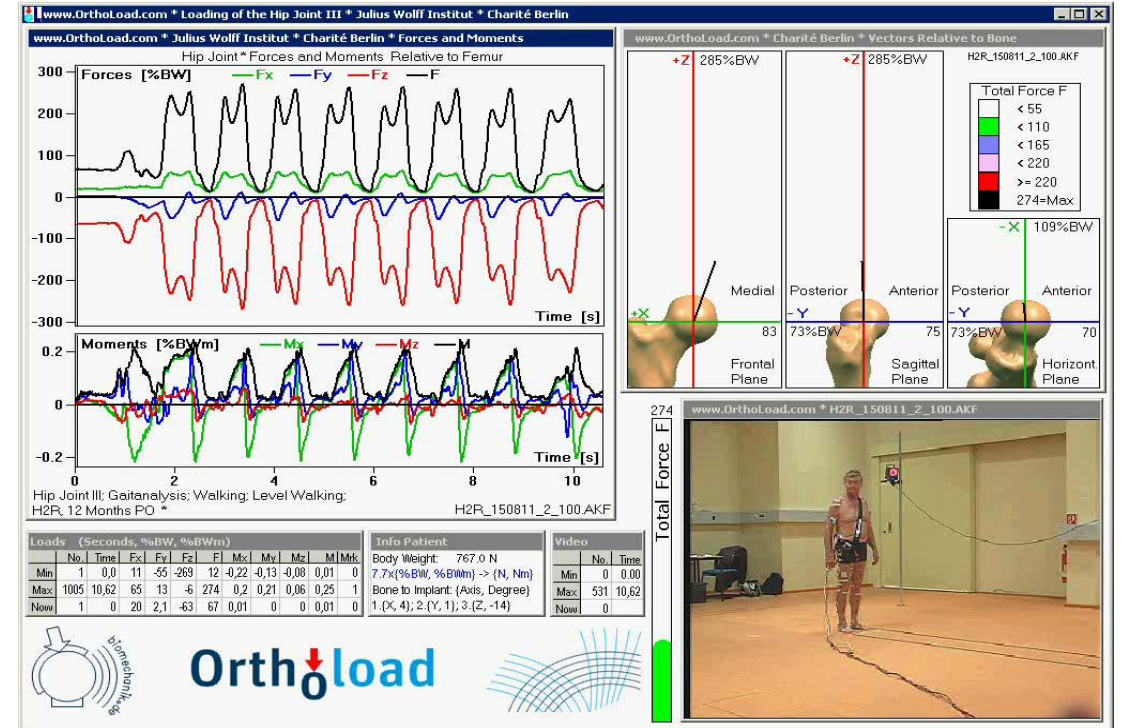 www.OrthoLoad.com * Loading of the Hip Joint III * Julius Wolff Institut * Charité Berlin
www.OrthoLoad.com * Julius Wolff Institut * Charité Berlin * Forces and Moments
Hip Joint * Forces and Moments Relative to Femur
Forces [%BW] Fx Fy Fz F
300
200
100
0
-100
-200
-300
Time [s]
Moments [%BWm] Mx My Mz M
0.2
0
-0.2
Time [s]
0 2 4 6 8 10
Hip Joint III; Gaitanalysis; Walking; Level Walking;
H2R, 12 Months PO * H2R_150811_2_100.AKF
www.OrthoLoad.com * Charité Berlin * Vectors Relative to Bone
+Z 285%BW
+X
Medial
83
Frontal
Plane
+Z 285%BW
Posterior Anterior
-Y
73%BW 75
Sagittal
Plane
H2R_150811_2_100.AKF
Total Force F
< 55
< 110
< 165
< 220
>= 220
274=Max
-X 109%BW
Posterior Anterior
-Y
73%BW 70
Horizont.
Plane
274
Total Force F
www.OrthoLoad.com * H2R_150811_2_100.AKF
Loads (Seconds, %BW, %BWm)
No. Time Fx Fy Fz F Mx My Mz M Mrk
Min 1 0,0 11 -55 -269 12 -0,22 -0,13 -0,08 0,01 0
Max 1005 10,62 65 13 -6 274 0,2 0,21 0,06 0,25 1
Now 1 0 20 2,1 -63 67 0,01 0 0 0,01 0
Info Patient
Body Weight: 767.0 N
7.7x{%BW, %BWm} -> {N, Nm}
Bone to Implant: {Axis, Degree}
1.{X, 4}; 2.{Y, 1}; 3.{Z, -14}
Video
No. Time
Min 0 0.00
Max 531 10,62
Now 0
biomechanik.de
Orthoload